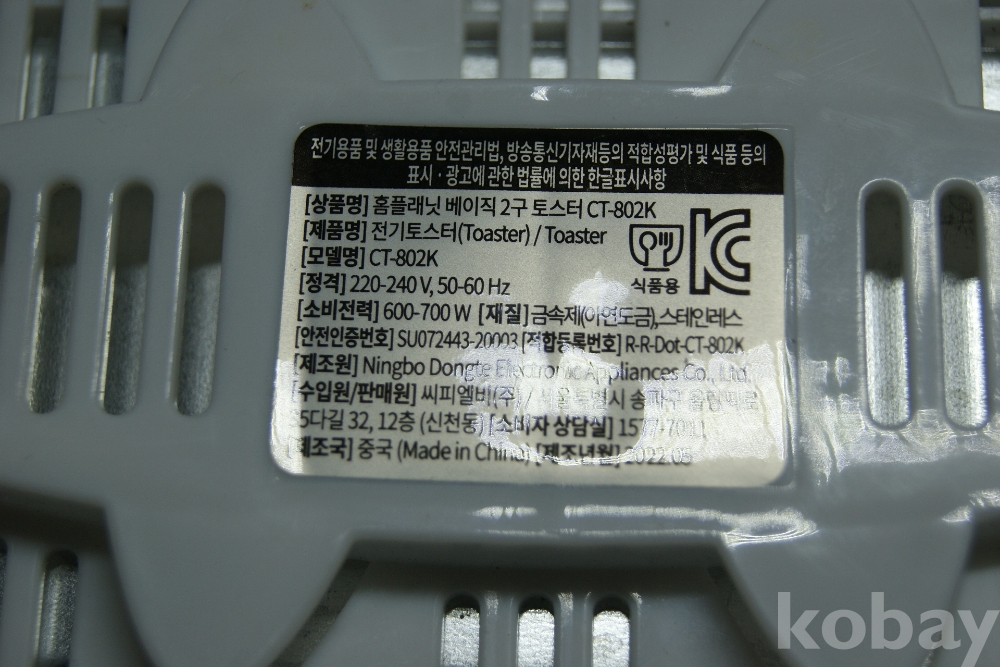 전기용품 및 생활용품 안전관리법, 방송통신기자재등의 적합성평가 및 식품 등의
표시·광고에 관한 법률에 의한 한글표시사항
[상품명] 홈플래닛 베이직 2구 토스터 CT-802K
[제품명] 전기토스터(Toaster) / Toaster
[모델명] CT-802K
식품용
[정격] 220-240 V, 50-60 Hz
[소비전력] 600-700 W [재질] 금속제(아연도금),스테인레스
[안전인증번호] SU072443-20003 [적합등록번호] R-R-Dot-CT-802K
[제조원] Ningbo Dongte Electronic Appliances Co., Ltd
[수입원/판매원] 씨피엘비(주) / 서울특별시 송파구
5다길 32, 12층 (신천동) [소비자 상담실] 1577-7011
[제조국] 중국 (Made in China) [제조년월] 2022.05
kobay